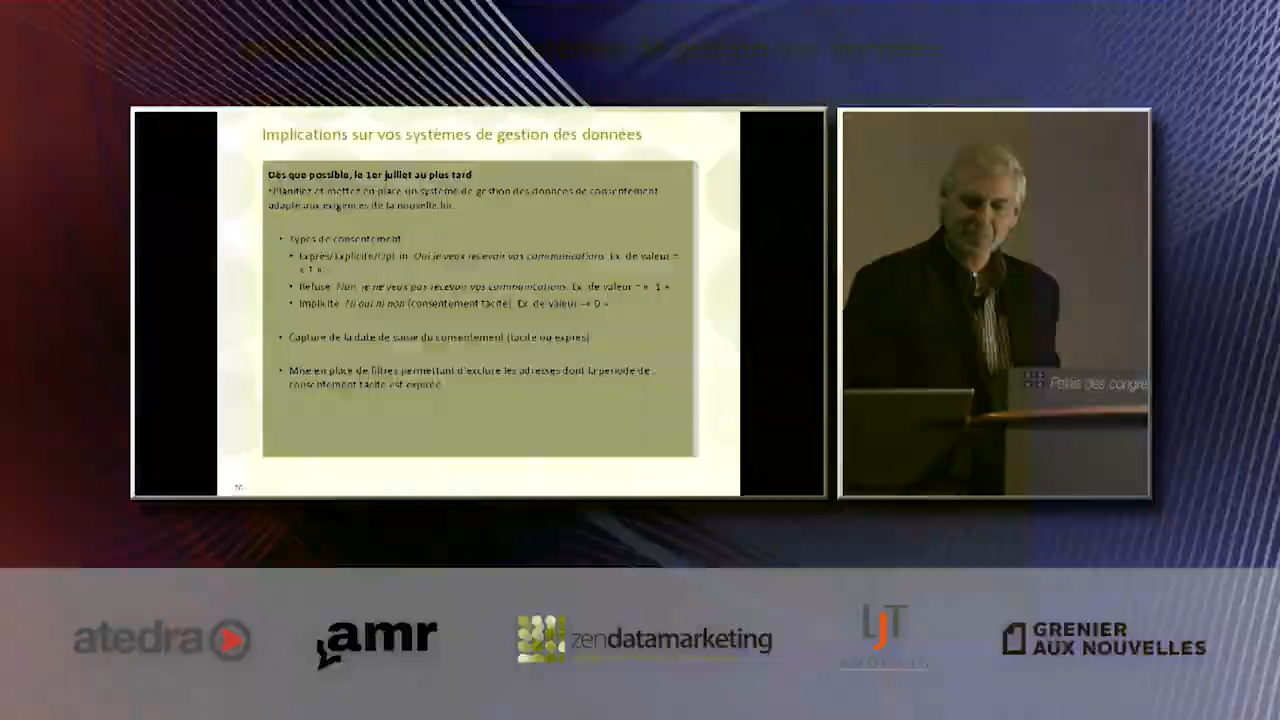 Implications sur vos systèmes de gestion des données
Dès que possible, le 1er juillet au plus tard
•Planifiez et mettez en place un système de gestion des données de consentement
adapté aux exigences de la nouvelle loi.
• Types de consentement
• Exprès/Explicite/Opt in. Oui je veux recevoir vos communications. Ex. de valeur =
« 1 ».
• Refusé. Non, je ne veux pas recevoir vos communications. Ex. de valeur = « 1 »
• Implicite. Ni oui ni non (consentement tacite). Ex. de valeur = « 0 »
• Capture de la date de saisie du consentement (tacite ou exprès)
• Mise en place de filtres permettant d'exclure les adresses dont la période de
consentement tacite est expirée
Palais des congrè
atedra
amr
zendatamarketing
LJT
AVOCATS
GRENIER
AUX NOUVELLES